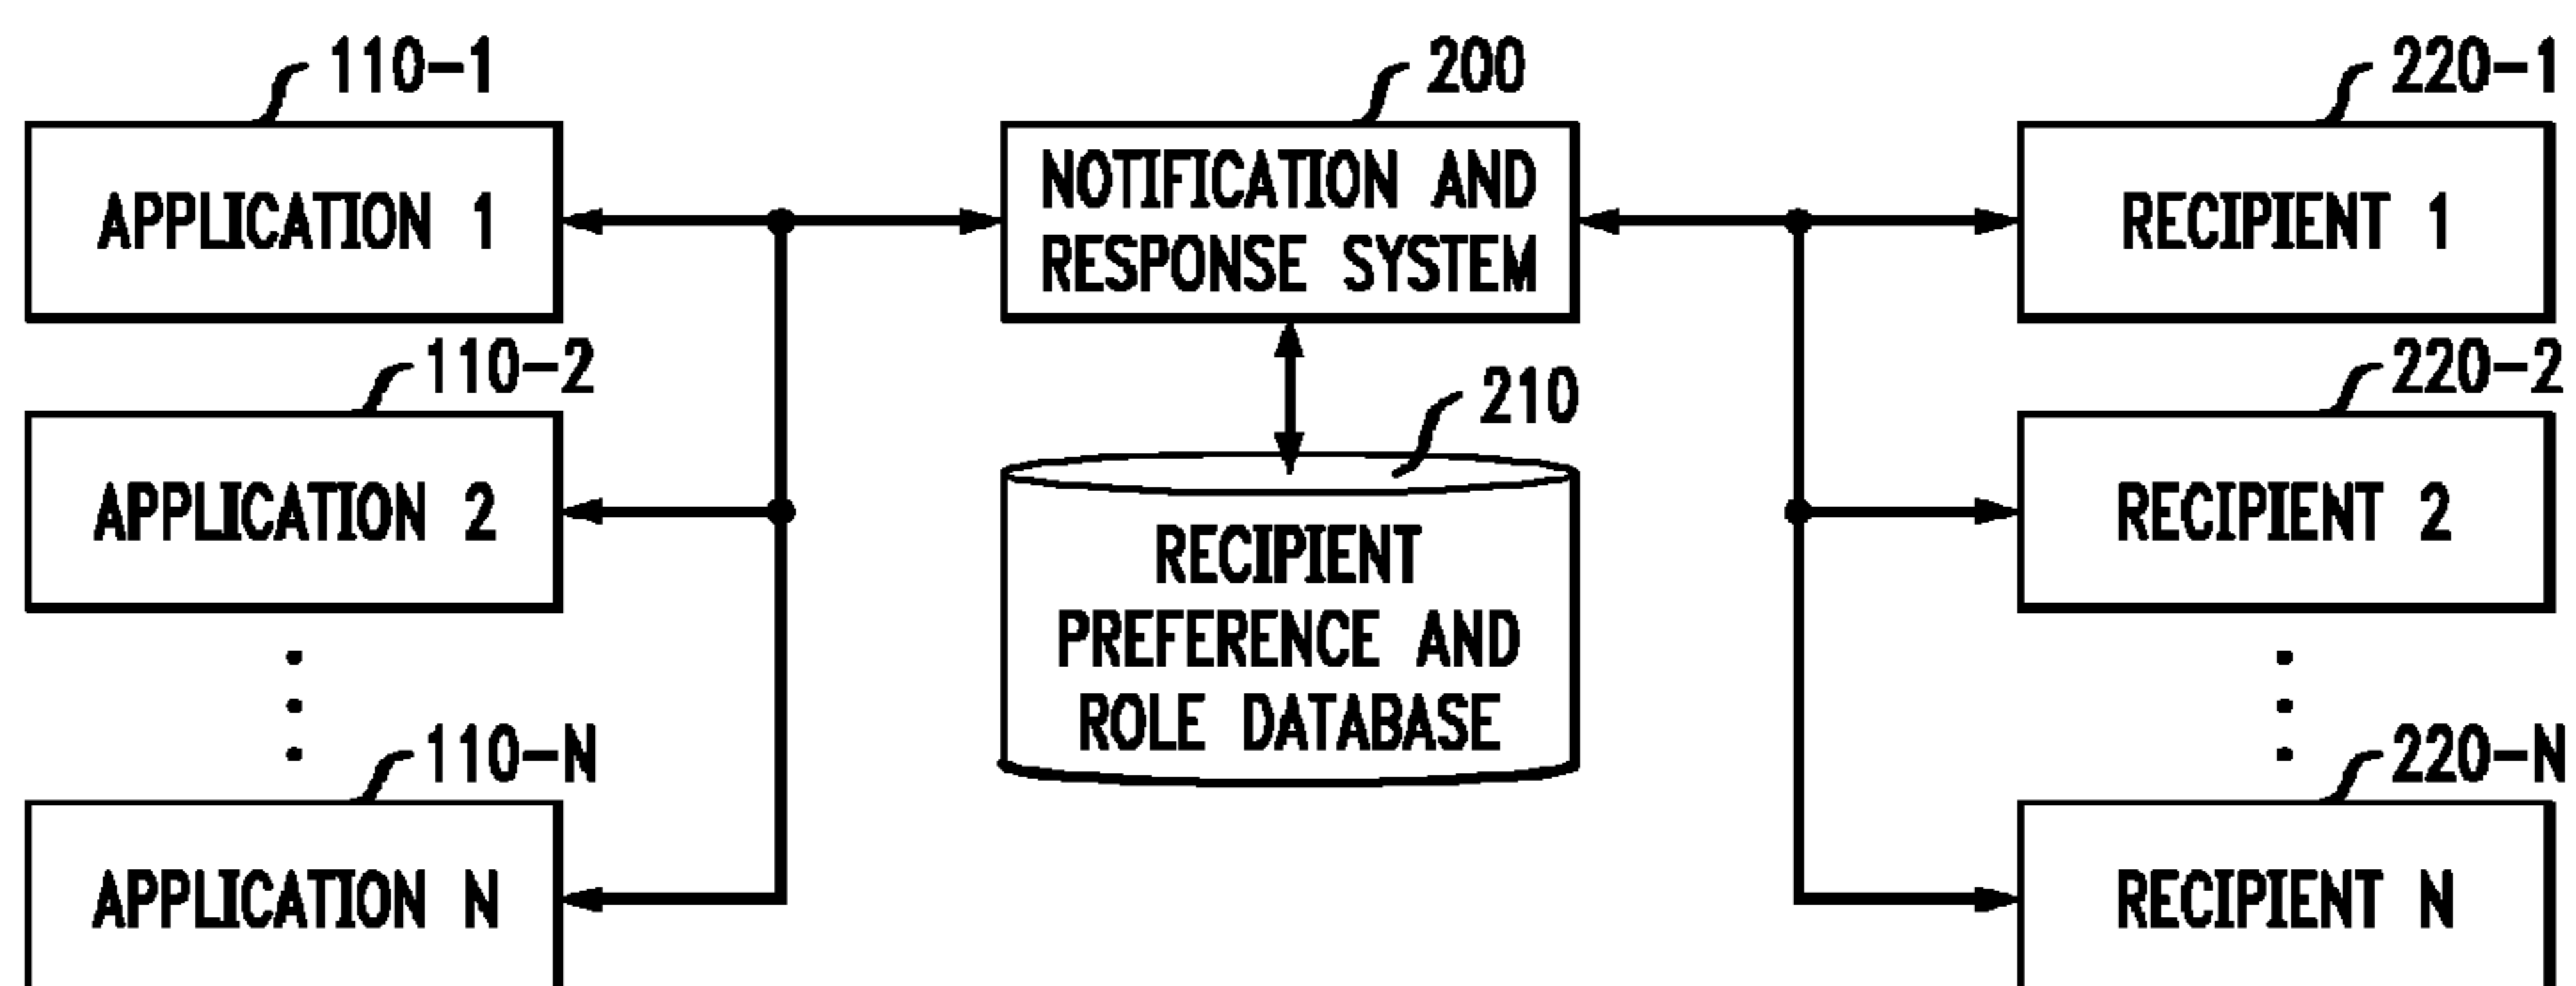 110-1
APPLICATION 1
110-2
APPLICATION 2
110-N
APPLICATION N
200
NOTIFICATION AND
RESPONSE SYSTEM
210
RECIPIENT
PREFERENCE AND
ROLE DATABASE
220-1
RECIPIENT 1
220-2
RECIPIENT 2
220-N
RECIPIENT N